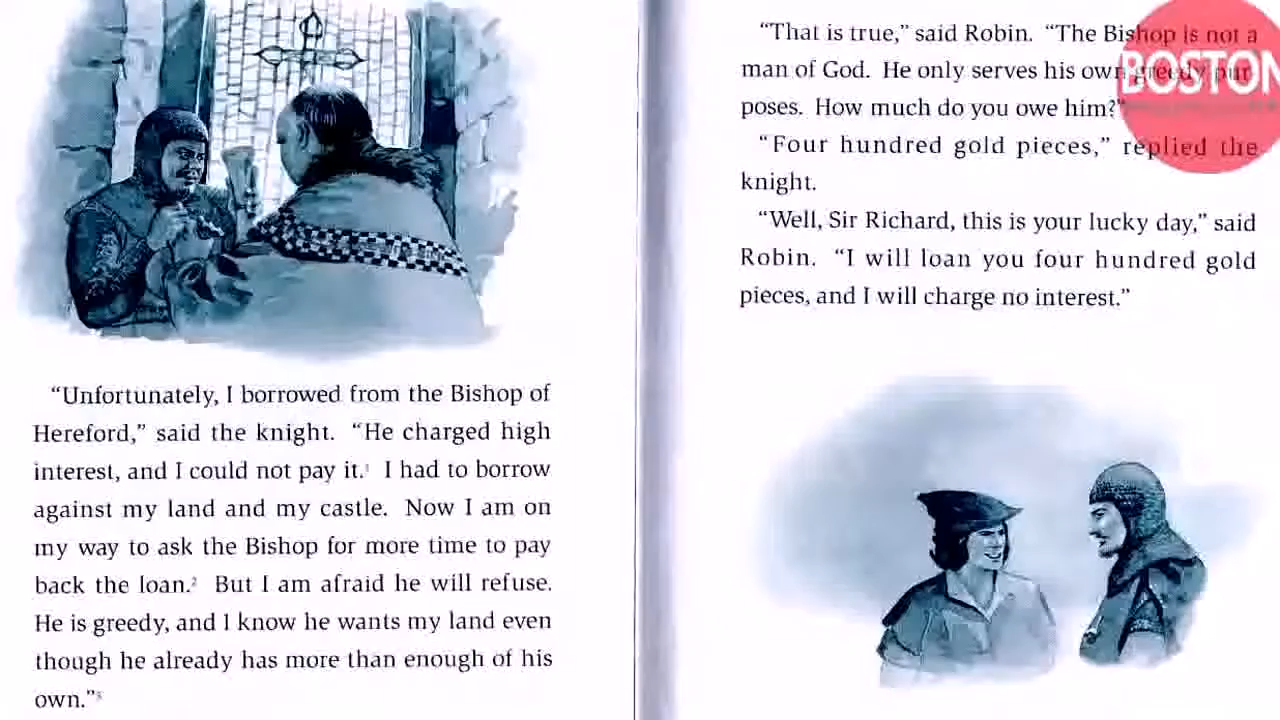 “Unfortunately, I borrowed from the Bishop of
Hereford,” said the knight. “He charged high
interest, and I could not pay it.¹ I had to borrow
against my land and my castle. Now I am on
my way to ask the Bishop for more time to pay
back the loan.² But I am afraid he will refuse.
He is greedy, and I know he wants my land even
though he already has more than enough of his
own.”³
“That is true,” said Robin. “The Bishop is not a
man of God. He only serves his own greedy pur-
poses. How much do you owe him?”
“Four hundred gold pieces,” replied the
knight.
“Well, Sir Richard, this is your lucky day,” said
Robin. “I will loan you four hundred gold
pieces, and I will charge no interest.”
BOSTON